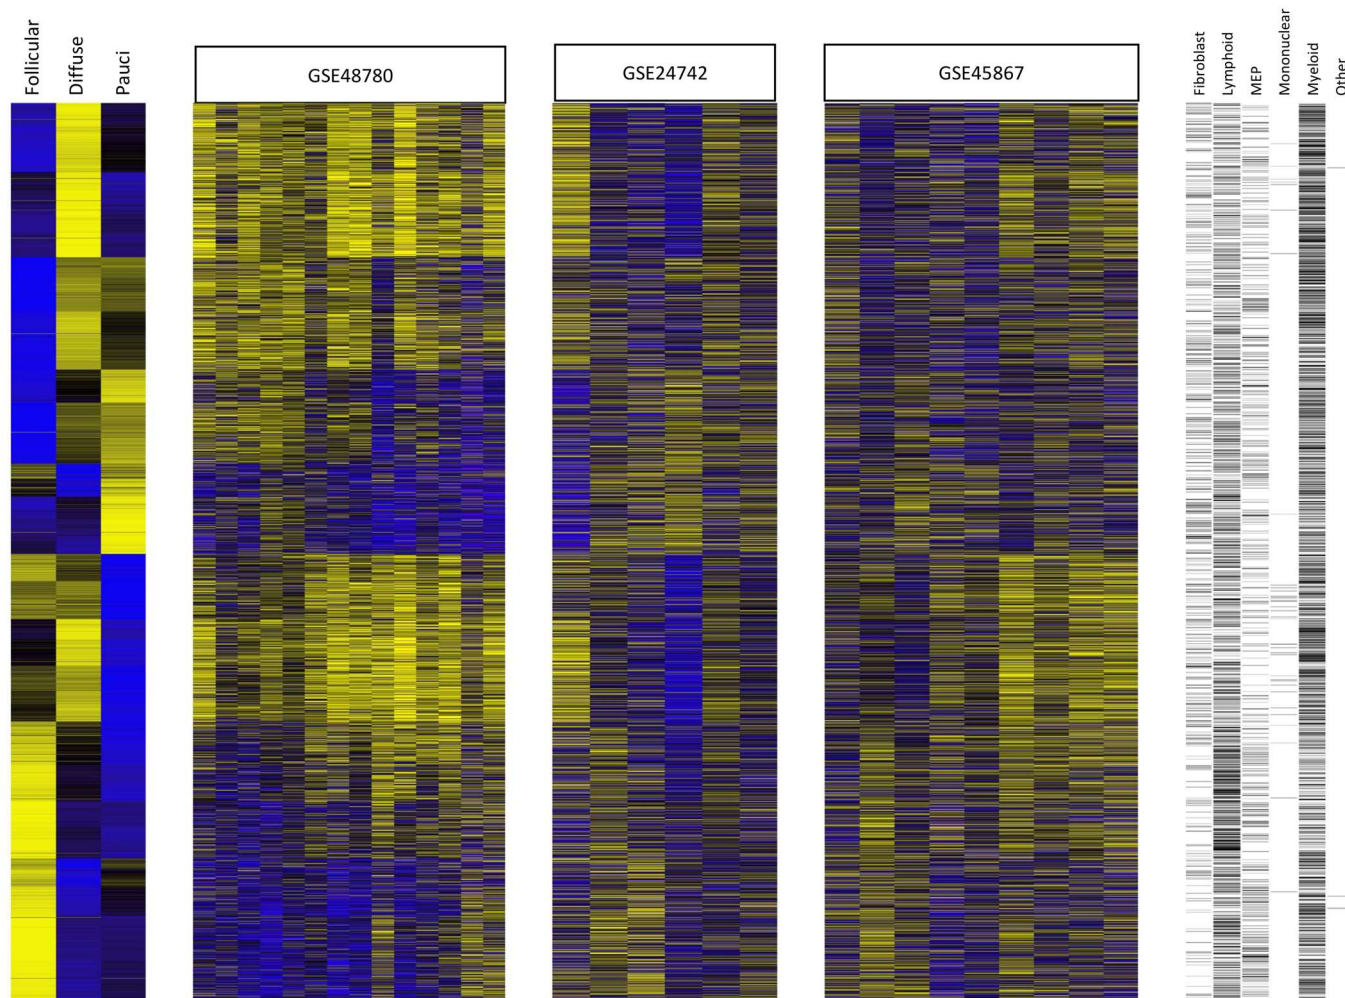 Follicular
Diffuse
Pauci
GSE48780
GSE24742
GSE45867
Fibroblast
Lymphoid
MEP
Mononuclear
Myeloid
Other